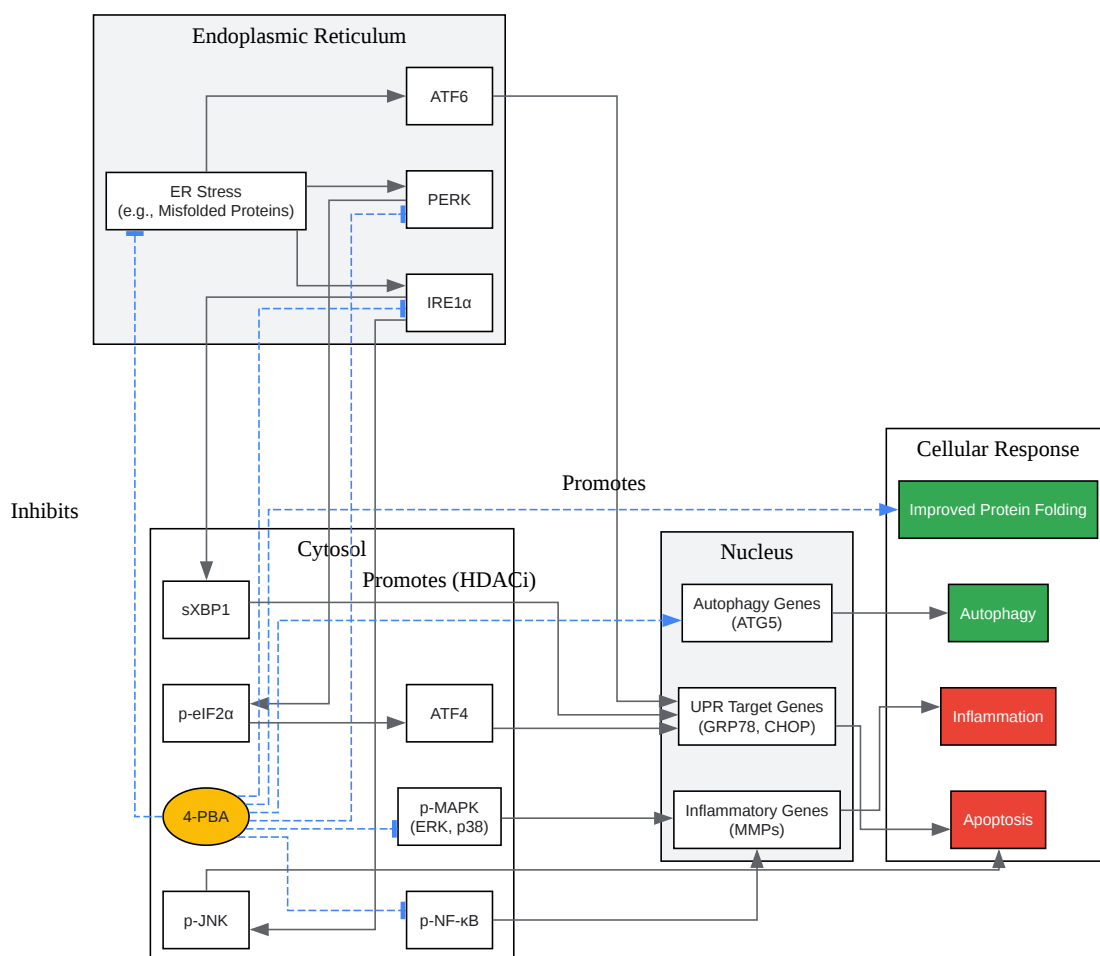 Endoplasmic Reticulum
ATF6
ER Stress
(e.g., Misfolded Proteins)
PERK
IRE1α
Inhibits
Promotes
Cellular Response
Improved Protein Folding
Cytosol
Promotes (HDACi)
Nucleus
sXBP1
Autophagy Genes
(ATG5)
Autophagy
p-eIF2α
ATF4
UPR Target Genes
(GRP78, CHOP)
Inflammation
4-PBA
p-MAPK
(ERK, p38)
Inflammatory Genes
(MMPs)
Apoptosis
p-JNK
p-NF-κB